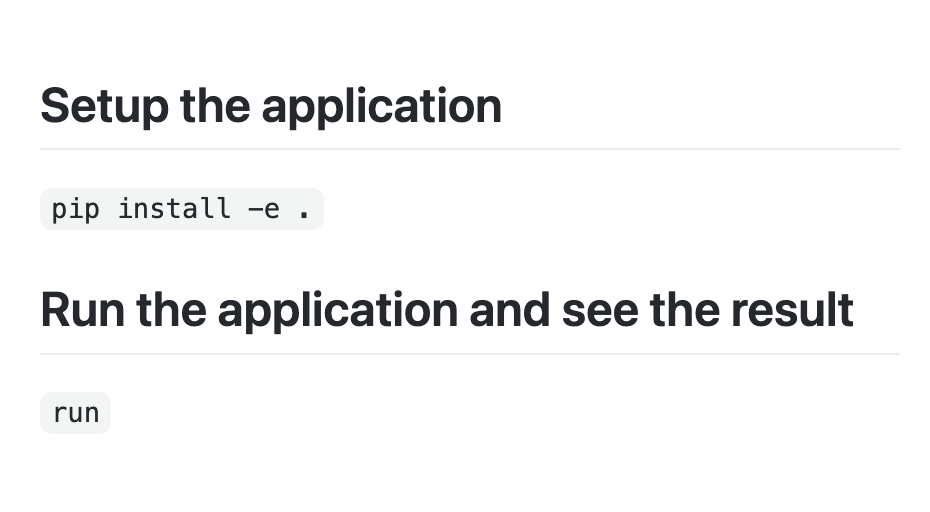 Setup the application
pip install -e .
Run the application and see the result
run